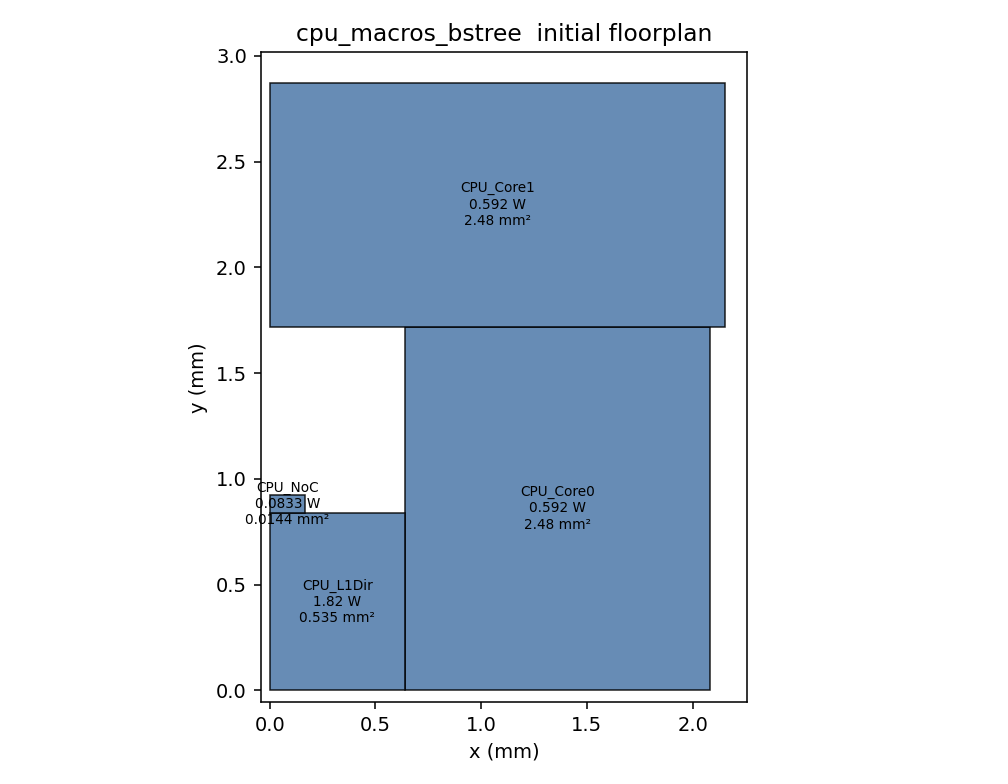 cpu_macros_bstree  initial floorplan
3.0
2.5
2.0
1.5
1.0
0.5
0.0
y (mm)
CPU_Core1
0.592 W
2.48 mm²
CPU_NoC
0.0833 W
0.0144 mm²
CPU_Core0
0.592 W
2.48 mm²
CPU_L1Dir
1.82 W
0.535 mm²
0.0
0.5
1.0
1.5
2.0
x (mm)